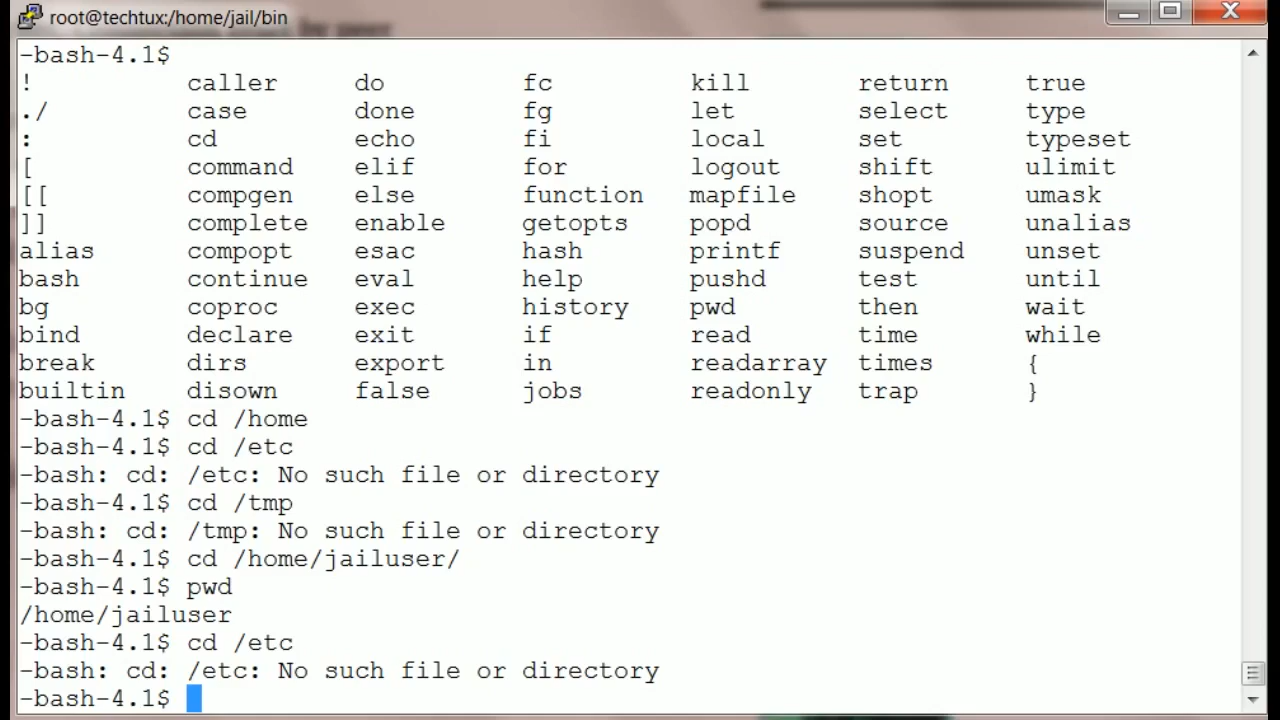 root@techtux:/home/jail/bin
-bash-4.1$
! caller do fc kill return true
./ case done fg let select type
: cd echo fi local set typeset
[ command elif for logout shift ulimit
[[ compgen else function mapfile shopt umask
]] complete enable getopts popd source unalias
alias compopt esac hash printf suspend unset
bash continue eval help pushd test until
bg coproc exec history pwd then wait
bind declare exit if read time while
break dirs export in readarray times {
builtin disown false jobs readonly trap }
-bash-4.1$ cd /home
-bash-4.1$ cd /etc
-bash: cd: /etc: No such file or directory
-bash-4.1$ cd /tmp
-bash: cd: /tmp: No such file or directory
-bash-4.1$ cd /home/jailuser/
-bash-4.1$ pwd
/home/jailuser
-bash-4.1$ cd /etc
-bash: cd: /etc: No such file or directory
-bash-4.1$